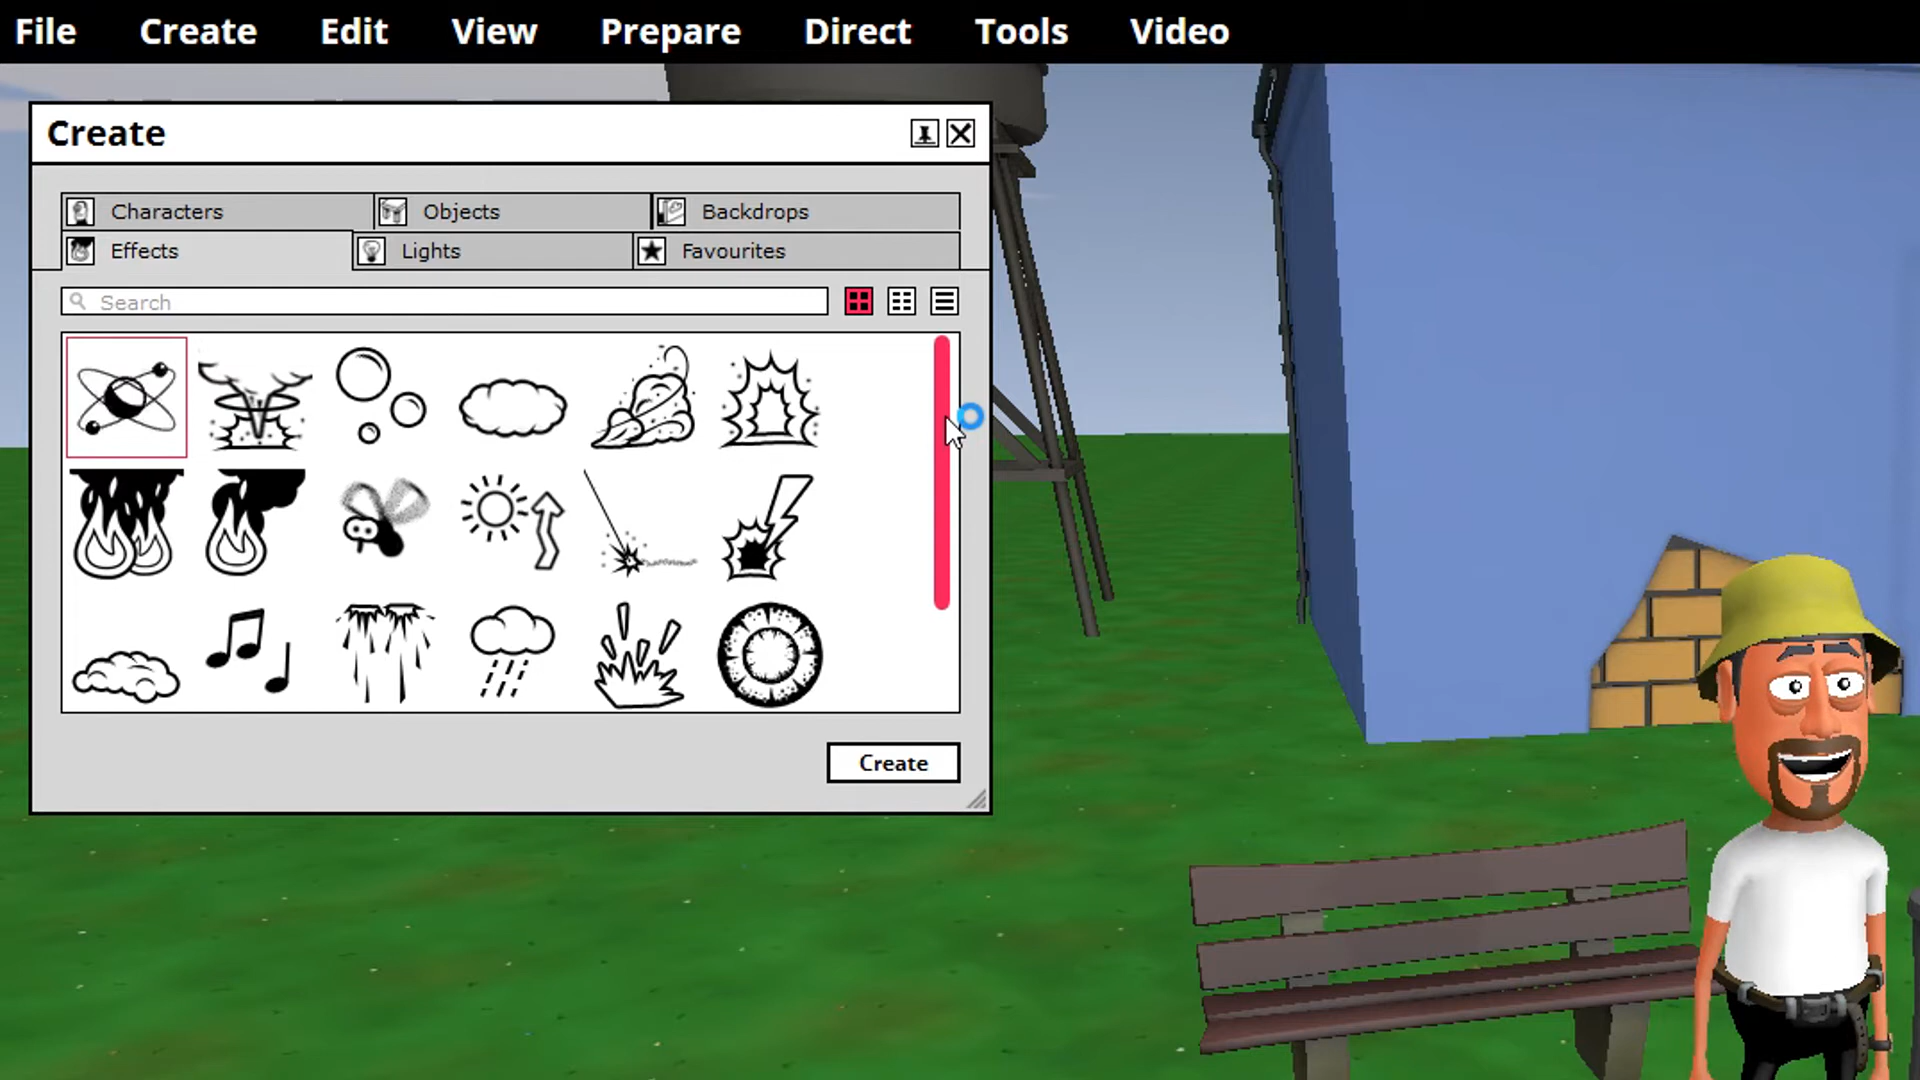 File Create Edit View Prepare Direct Tools Video
Create
Characters Objects Backdrops
Effects Lights Favourites
Search
Create